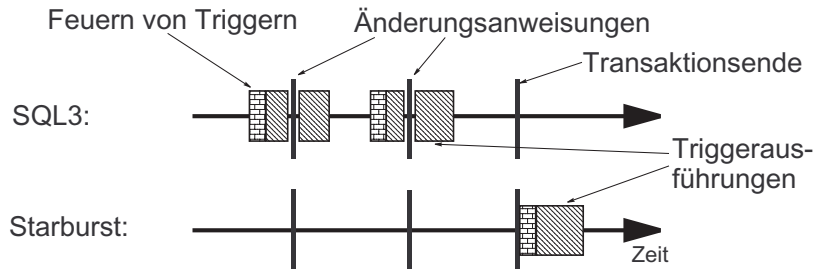 Feuern von Triggern
Änderungsanweisungen
Transaktionsende
SQL3:
Triggeraus-
führungen
Starburst:
Zeit